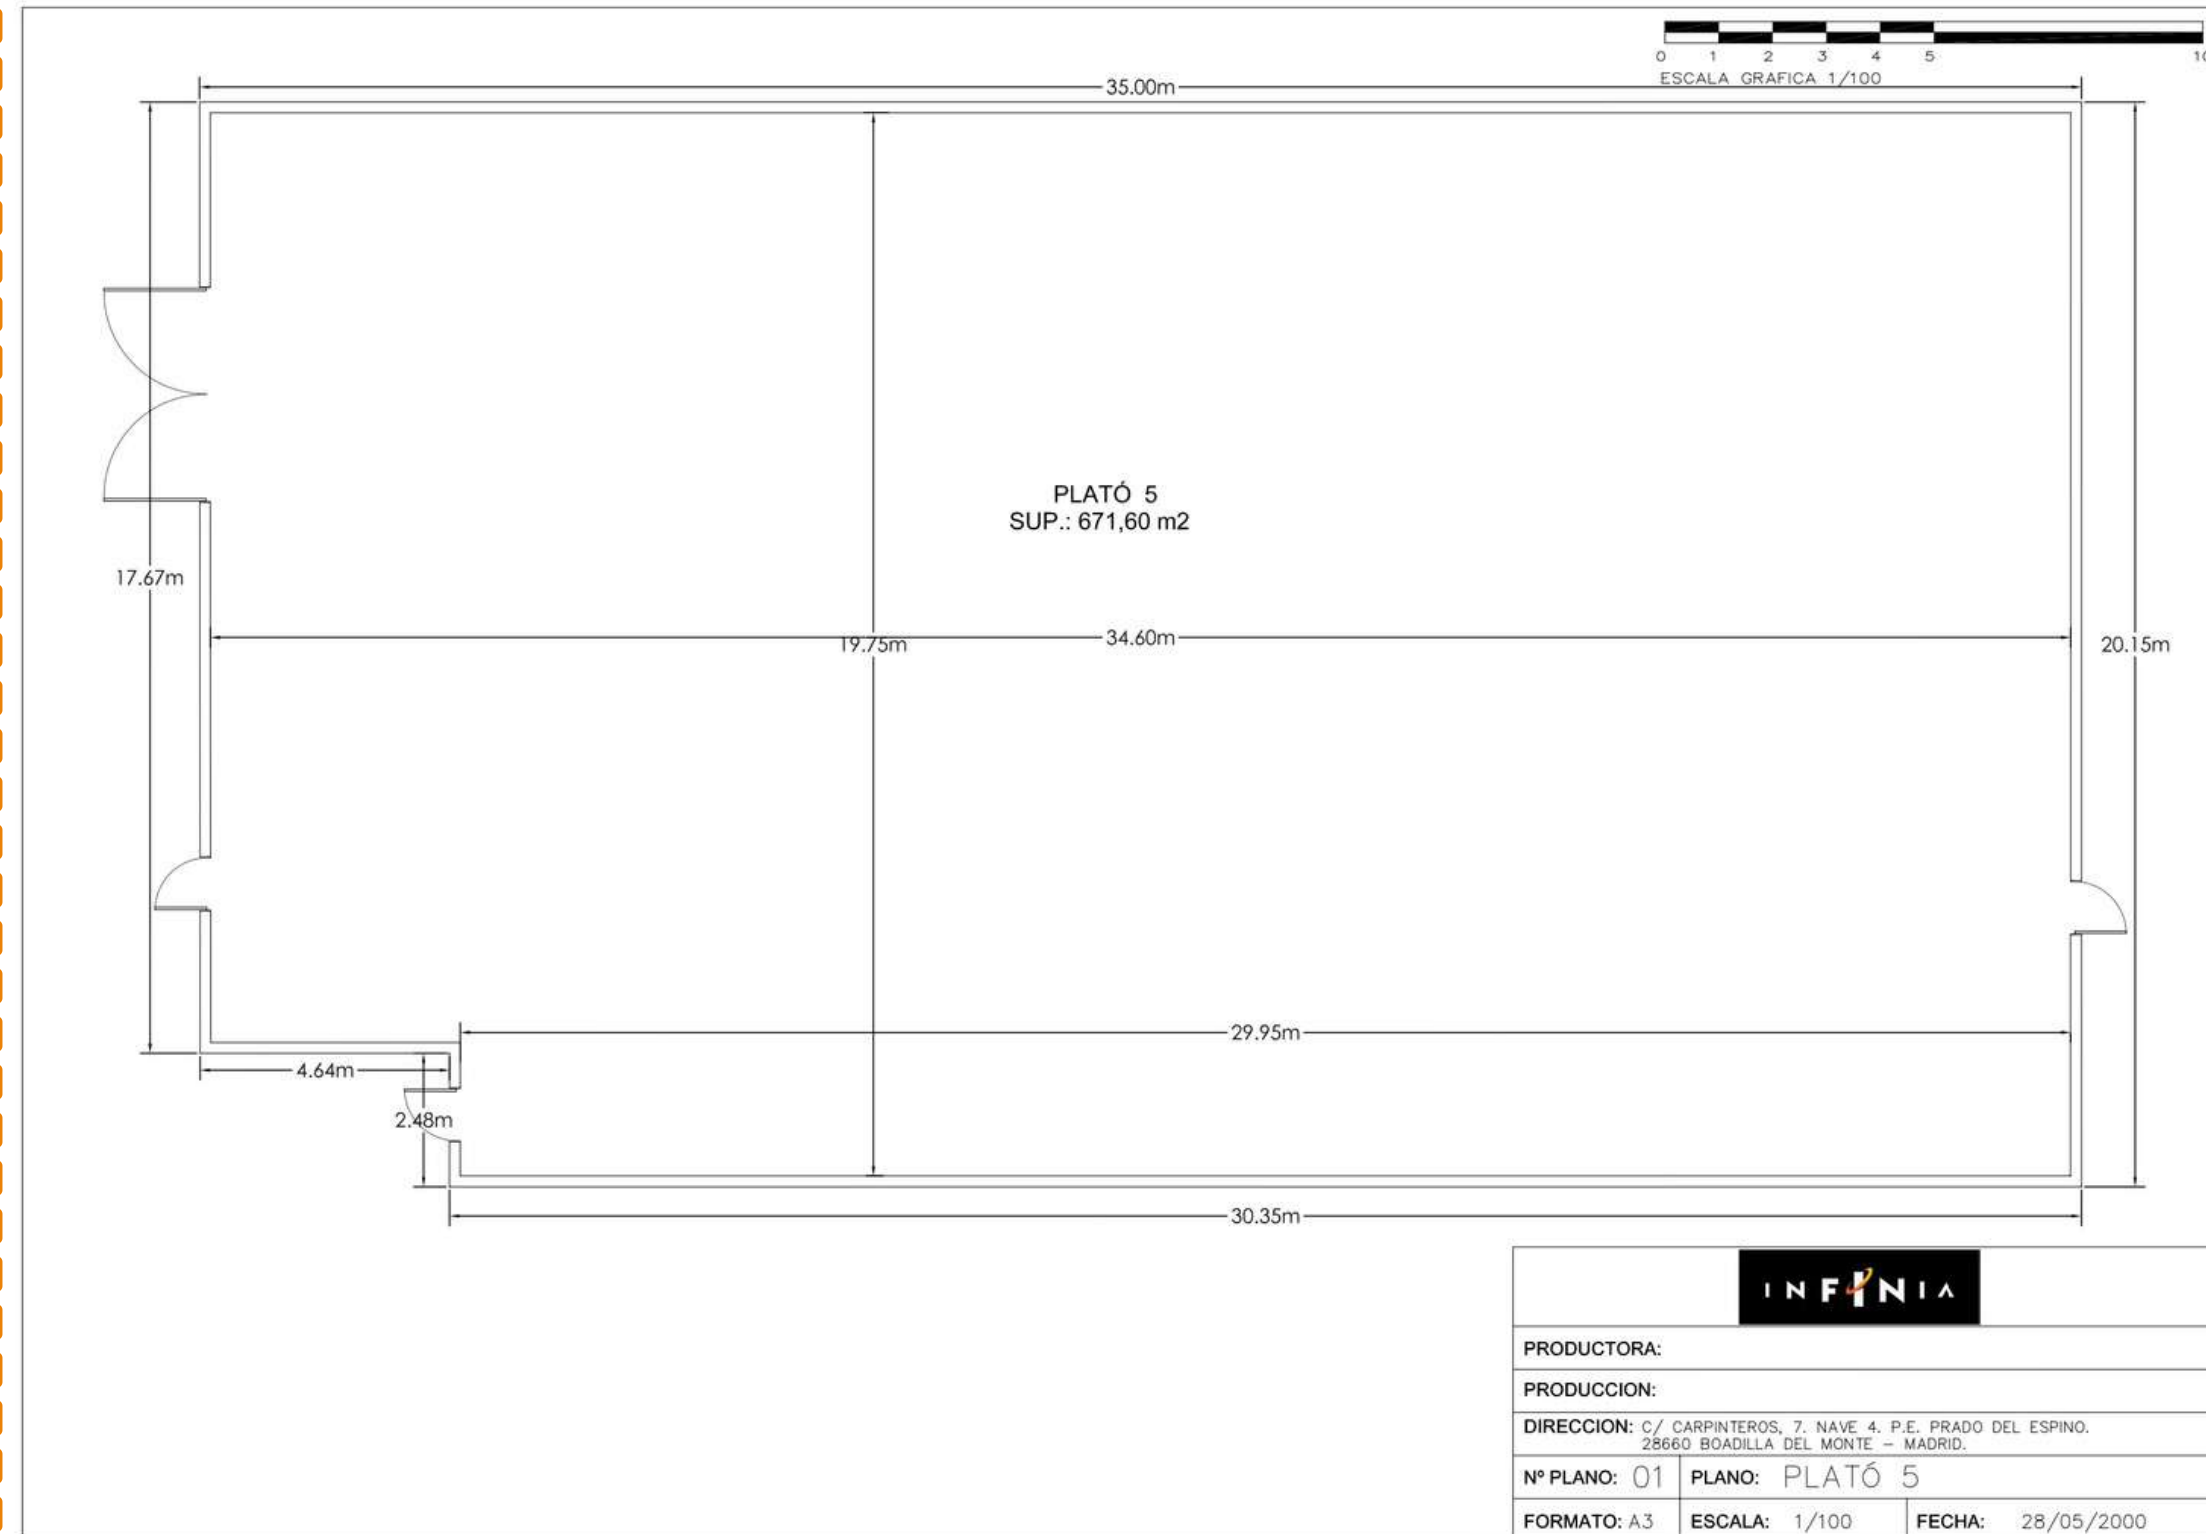 0 1 2 3 4 5 10
ESCALA GRAFICA 1/100
35.00m
PLATÓ 5
SUP.: 671,60 m2
17.67m
34.60m
19.75m
20.15m
29.95m
4.64m
2.48m
30.35m
INFINIA
PRODUCTORA:
PRODUCCION:
DIRECCION: C/ CARPINTEROS, 7. NAVE 4. P.E. PRADO DEL ESPINO.
28660 BOADILLA DEL MONTE – MADRID.
Nº PLANO: 01 PLANO: PLATÓ 5
FORMATO: A3 ESCALA: 1/100 FECHA: 28/05/2000